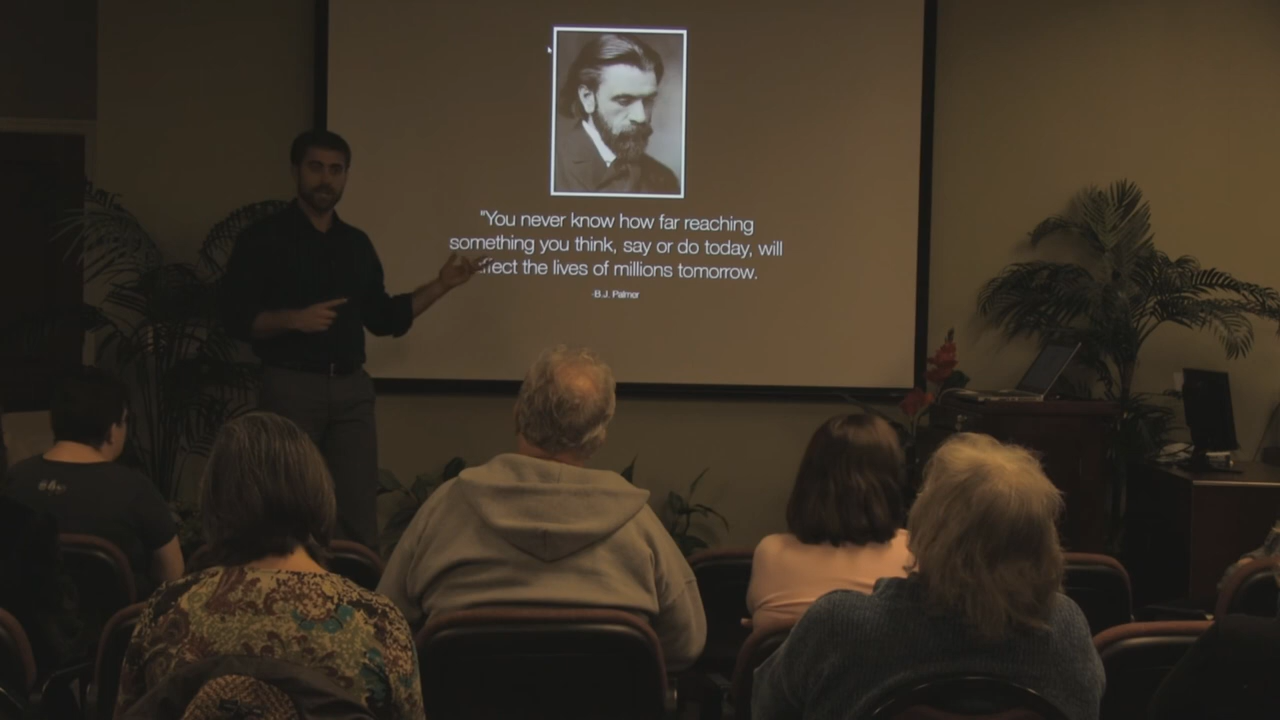 "You never know how far reaching
something you think, say or do today, will
affect the lives of millions tomorrow.
-B.J. Palmer